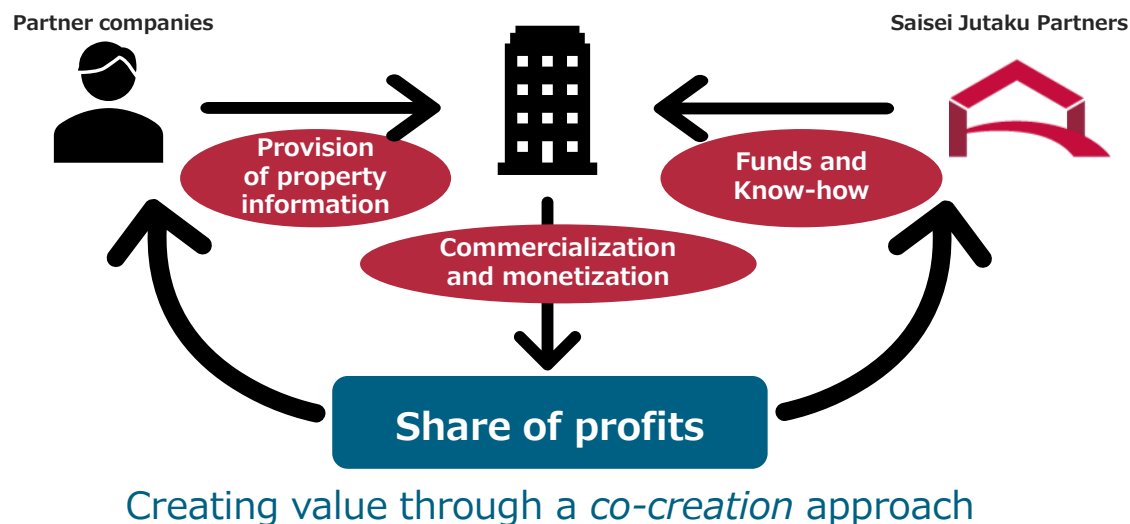 Partner companies
Saisei Jutaku Partners
Provision
of property
information
Funds and
Know-how
Commercialization
and monetization
Share of profits
Creating value through a co-creation approach